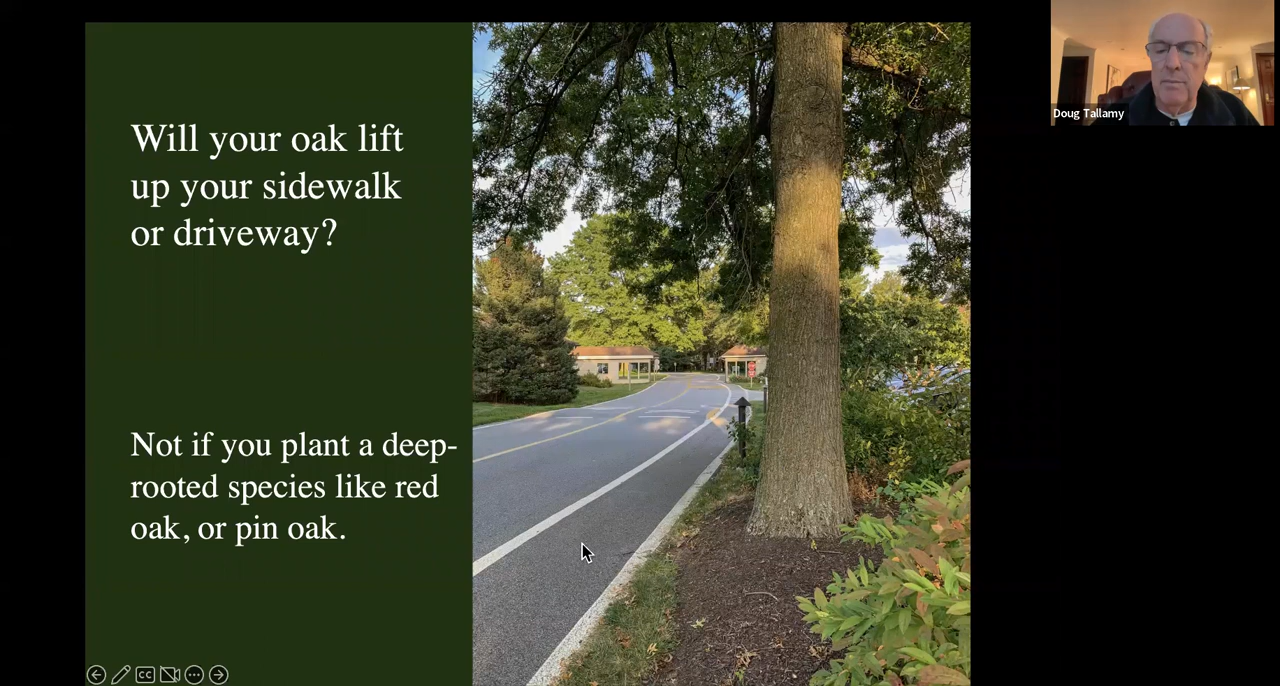 Will your oak lift
up your sidewalk
or driveway?
Not if you plant a deep-
rooted species like red
oak, or pin oak.
Doug Tallamy
CC